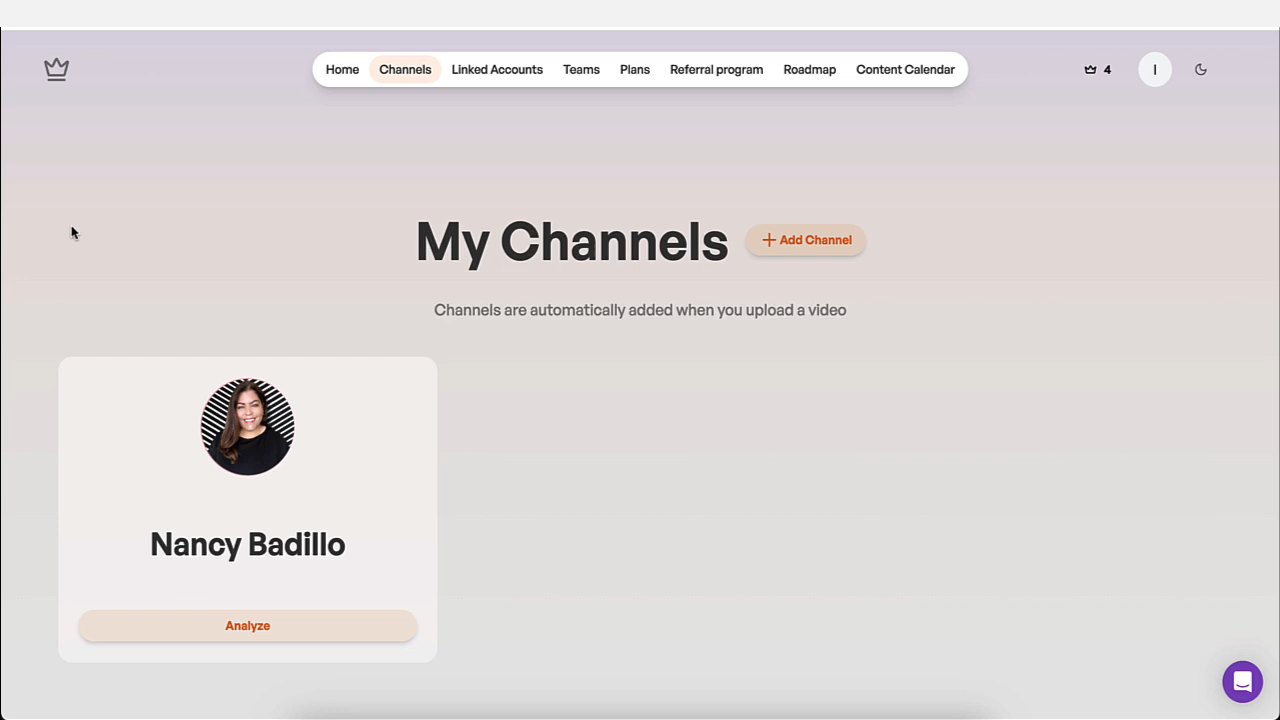 Home Channels Linked Accounts Teams Plans Referral program Roadmap Content Calendar 4 I
My Channels + Add Channel
Channels are automatically added when you upload a video
Nancy Badillo
Analyze